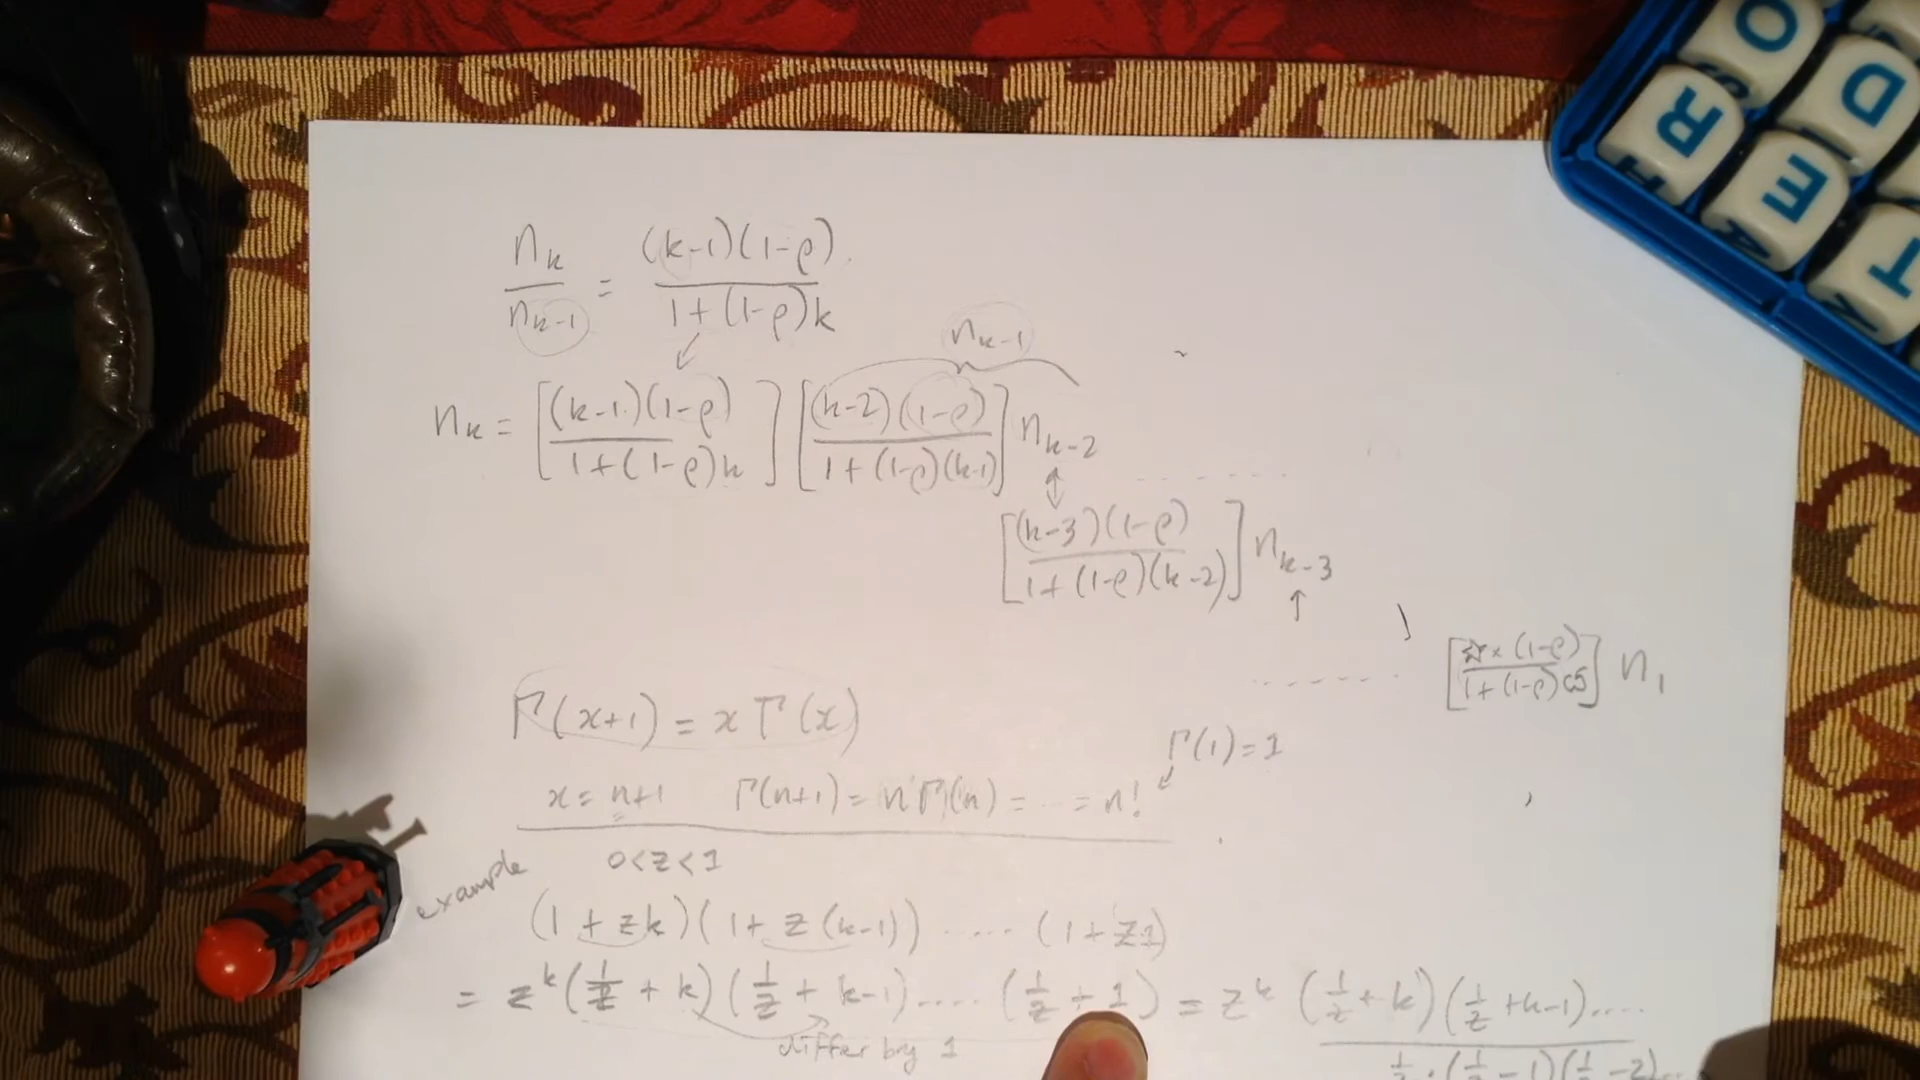 n_k / n_{k-1} = (k-1)(1-ρ) / 1+(1-ρ)k
n_{k-1}
n_k = [(k-1)(1-ρ) / 1+(1-ρ)k] [(k-2)(1-ρ) / 1+(1-ρ)(k-1)] n_{k-2}
[(k-3)(1-ρ) / 1+(1-ρ)(k-2)] n_{k-3}
n_1
Γ(x+1) = x Γ(x)
Γ(1)=1
x = n+1 Γ(n+1) = n Γ(n) = ... = n!
example
0<z<1
(1+zk)(1+z(k-1)) ..... (1+z1)
= z^k (1/z + k)(1/z + k-1) .... (1/z + 1) = z^k (1/z + k)(1/z + k-1) .... / 1/z · (1/z - 1)(1/z - 2)...
differ by 1
O
R
D
E
T